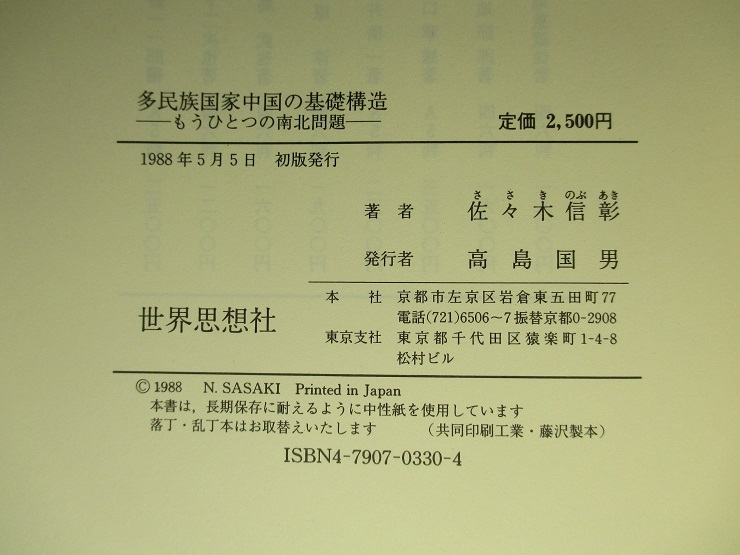 多民族国家中国の基礎構造
——もうひとつの南北問題——
定価 2,500円
1988年5月5日 初版発行
著者 佐々木信彰
ささきのぶあき
発行者 高島国男
世界思想社
本社 京都市左京区岩倉東五田町77
電話(721)6506~7 振替京都0-2908
東京支社 東京都千代田区猿楽町1-4-8
松村ビル
©1988 N. SASAKI Printed in Japan
本書は,長期保存に耐えるように中性紙を使用しています
落丁・乱丁本はお取替えいたします (共同印刷工業・藤沢製本)
ISBN4-7907-0330-4